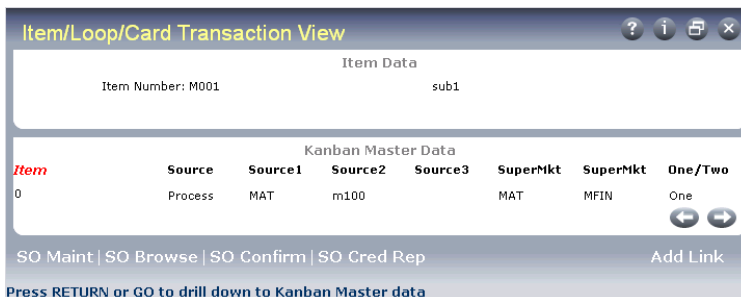 Item/Loop/Card Transaction View ? i
Item Data
Item Number: M001 sub1
Kanban Master Data
Item Source Source1 Source2 Source3 SuperMkt SuperMkt One/Two
0 Process MAT m100 MAT MFIN One
SO Maint | SO Browse | SO Confirm | SO Cred Rep Add Link
Press RETURN or GO to drill down to Kanban Master data